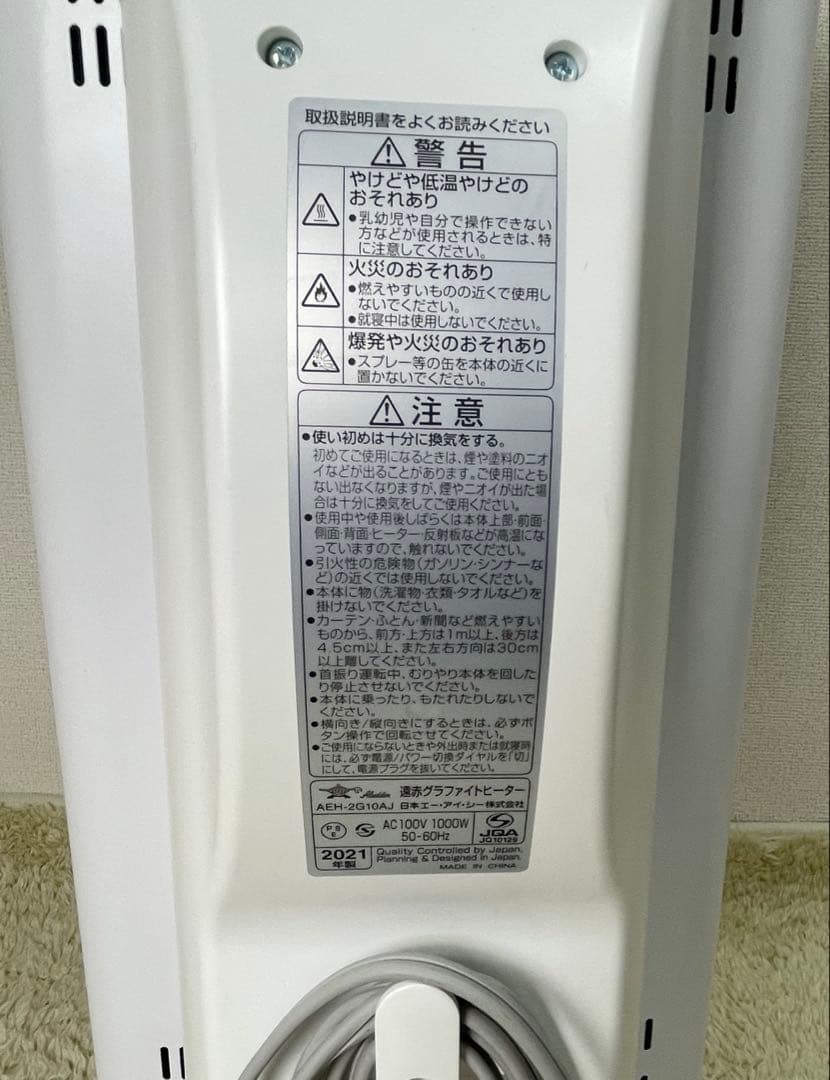 取扱説明書をよくお読みください
警告
やけどや低温やけどの
おそれあり
●乳幼児や自分で操作できない
方などが使用されるときは、特
に注意してください。
火災のおそれあり
●燃えやすいものの近くで使用し
ないでください。
●就寝中は使用しないでください。
爆発や火災のおそれあり
●スプレー等の缶を本体の近くに
置かないでください。
注意
●使い初めは十分に換気をする。
初めてご使用になるときは、煙や塗料のニオ
イなどが出ることがあります。ご使用にとも
ない出なくなりますが、煙やニオイが出た場
合は十分に換気をしてご使用ください。
●使用中や使用後しばらくは本体上部・前面・
側面・背面・ヒーター・反射板などが高温にな
っていますので、触れないでください。
●引火性の危険物(ガソリン・シンナーな
ど)の近くでは使用しないでください。
●本体に物(洗濯物・衣類・タオルなど)を
掛けないでください。
●カーテン・ふとん・新聞など燃えやすい
ものから、前方・上方は1m以上、後方は
4.5cm以上、また左右方向は30cm
以上離してください。
●首振り運転中、むりやり本体を回した
り停止させないでください。
●本体に乗ったり、もたれたりしないで
ください。
●横向き/縦向きにするときは、必ずボ
タン操作で回転させてください。
●ご使用にならないときや外出時または就寝時
には、必ず電源/パワー切換ダイヤルを「切」
にして、電源プラグを抜いてください。
Aladdin 遠赤グラファイトヒーター
AEH-2G10AJ 日本エー・アイ・シー株式会社
PSE AC100V 1000W
50-60Hz
JQA
JQ10129
2021
年製
Quality Controlled by Japan.
Planning & Designed in Japan.
MADE IN CHINA